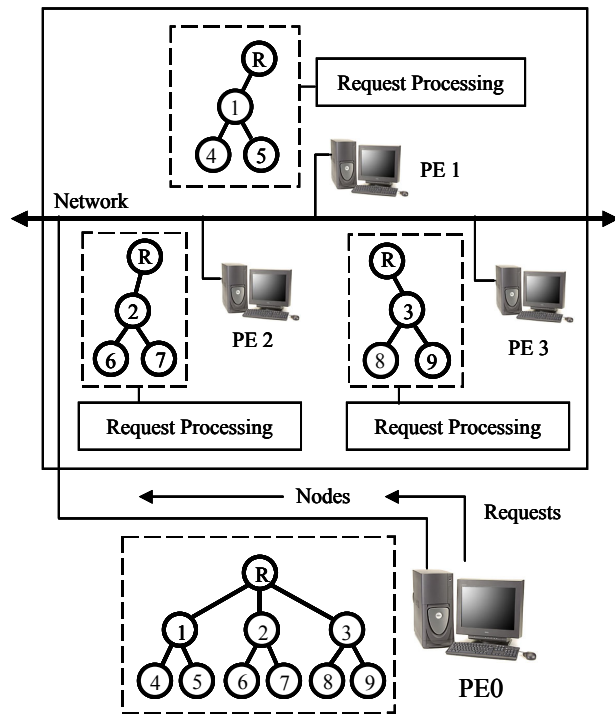 R
Request Processing
1
4 5
PE 1
Network
R
R
2
3
PE 2
PE 3
6 7
8 9
Request Processing
Request Processing
Nodes
Requests
R
1 2 3
4 5 6 7 8 9
PE0